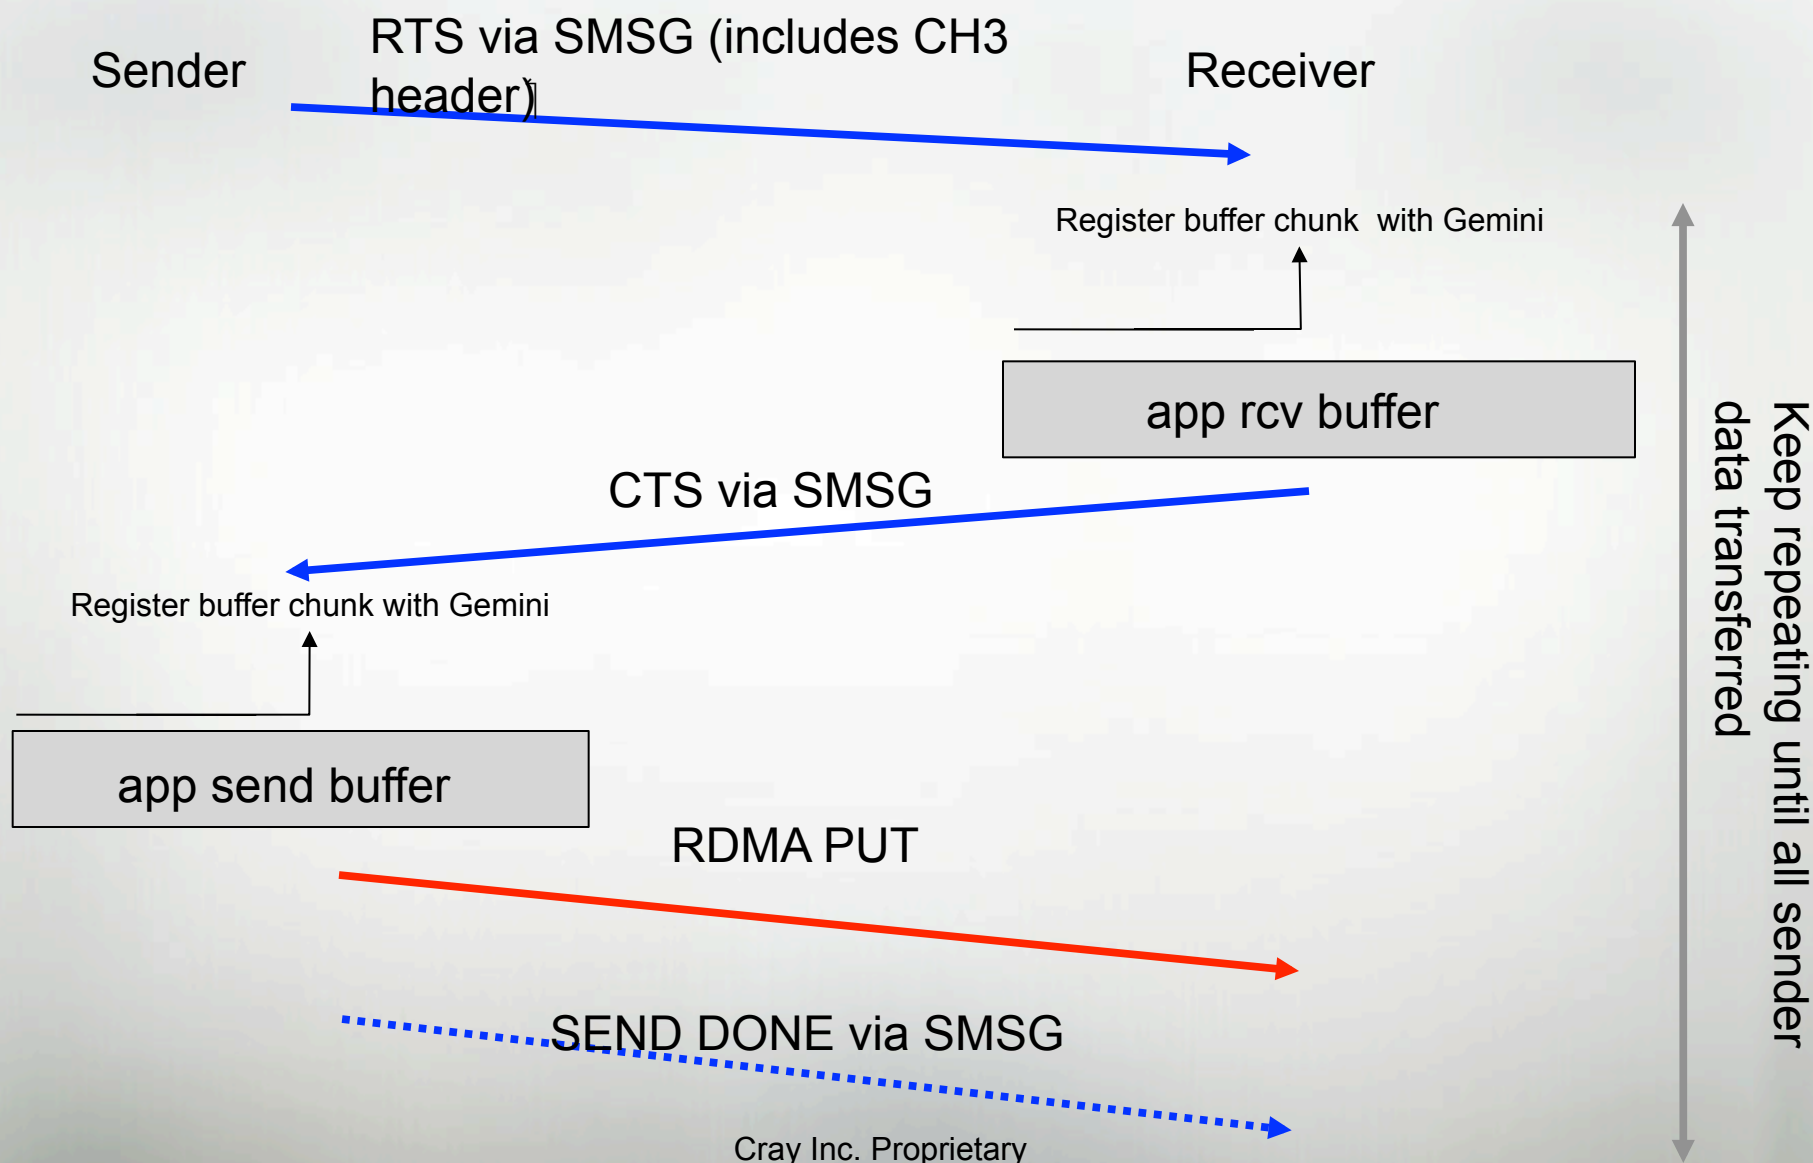 RTS via SMSG (includes CH3
header)
Sender
Receiver
Register buffer chunk  with Gemini
app rcv buffer
CTS via SMSG
Register buffer chunk with Gemini
app send buffer
RDMA PUT
SEND DONE via SMSG
Keep repeating until all sender
data transferred
Cray Inc. Proprietary